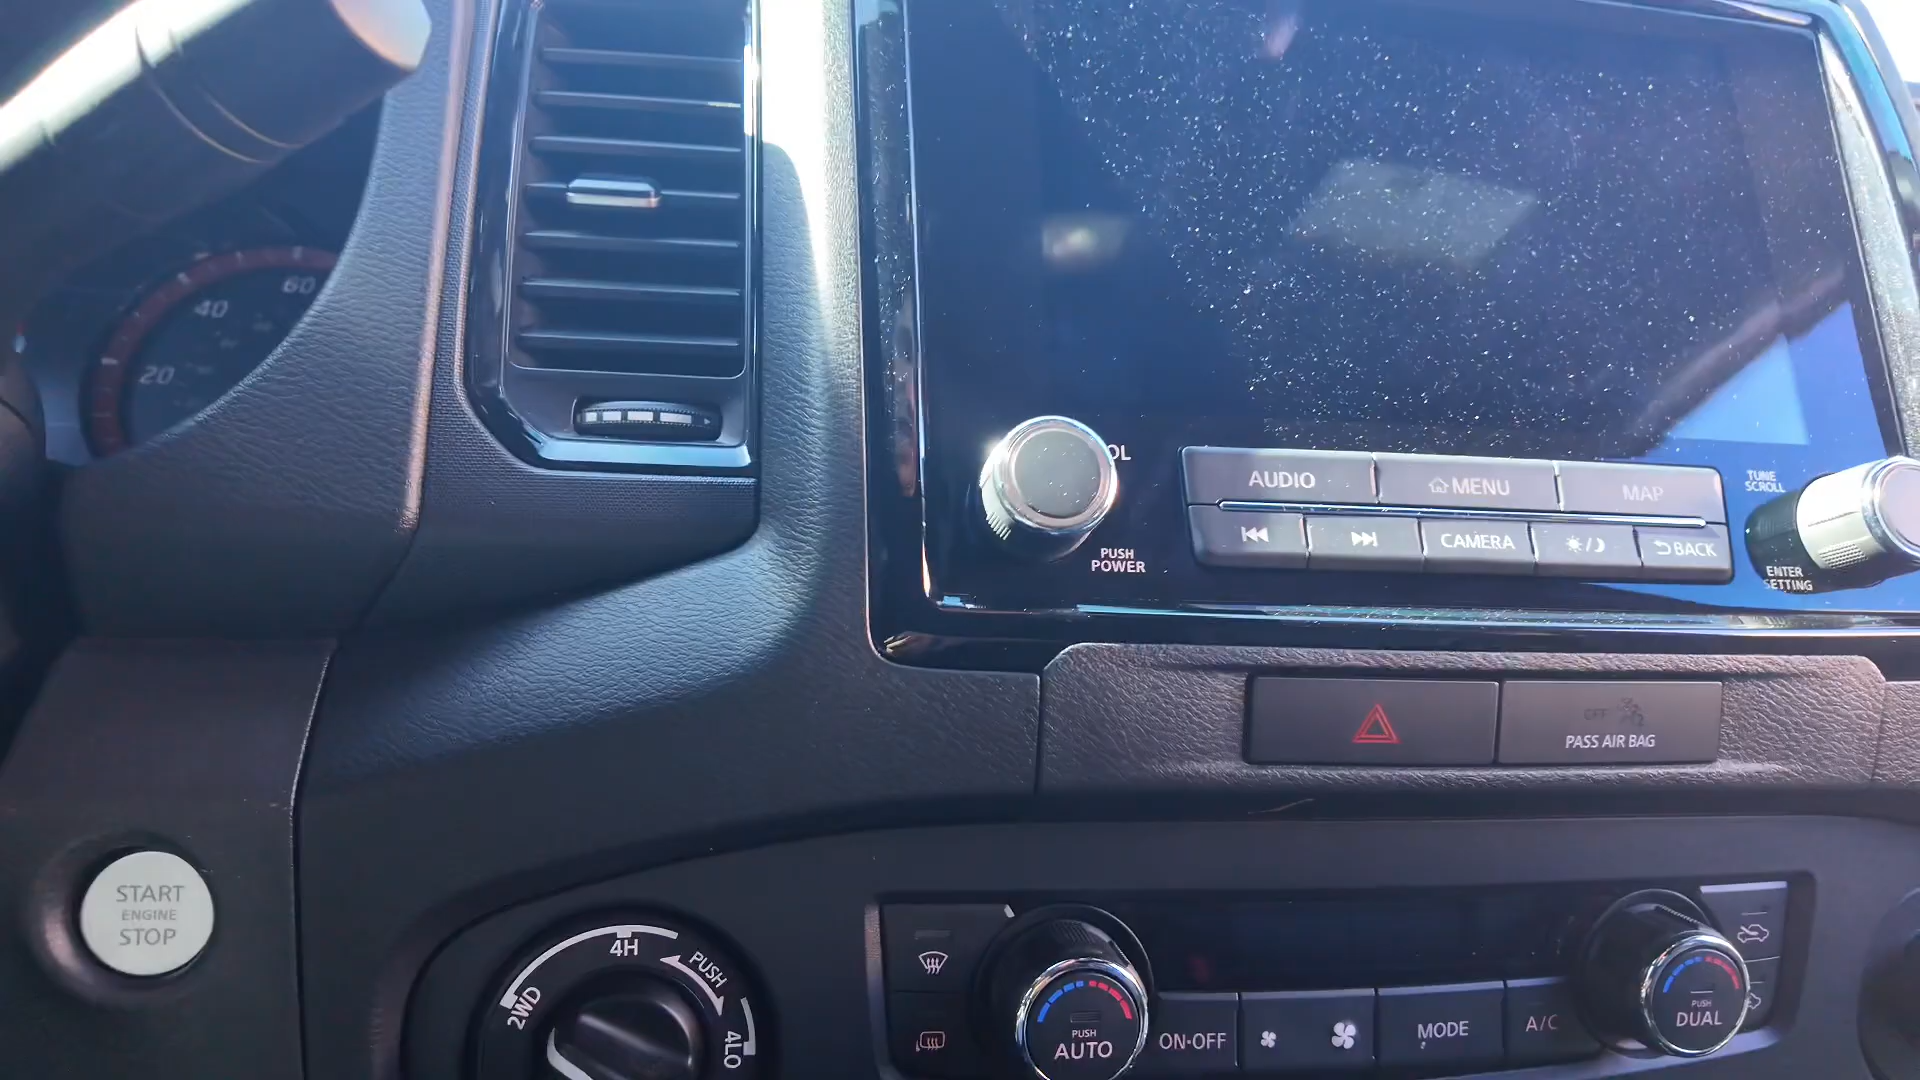 60
40
20
OL
AUDIO
MENU
MAP
TUNE
SCROLL
CAMERA
BACK
PUSH
POWER
ENTER
SETTING
OFF
PASS AIR BAG
START
ENGINE
STOP
4H
PUSH
2WD
4LO
PUSH
AUTO
ON·OFF
MODE
A/C
PUSH
DUAL